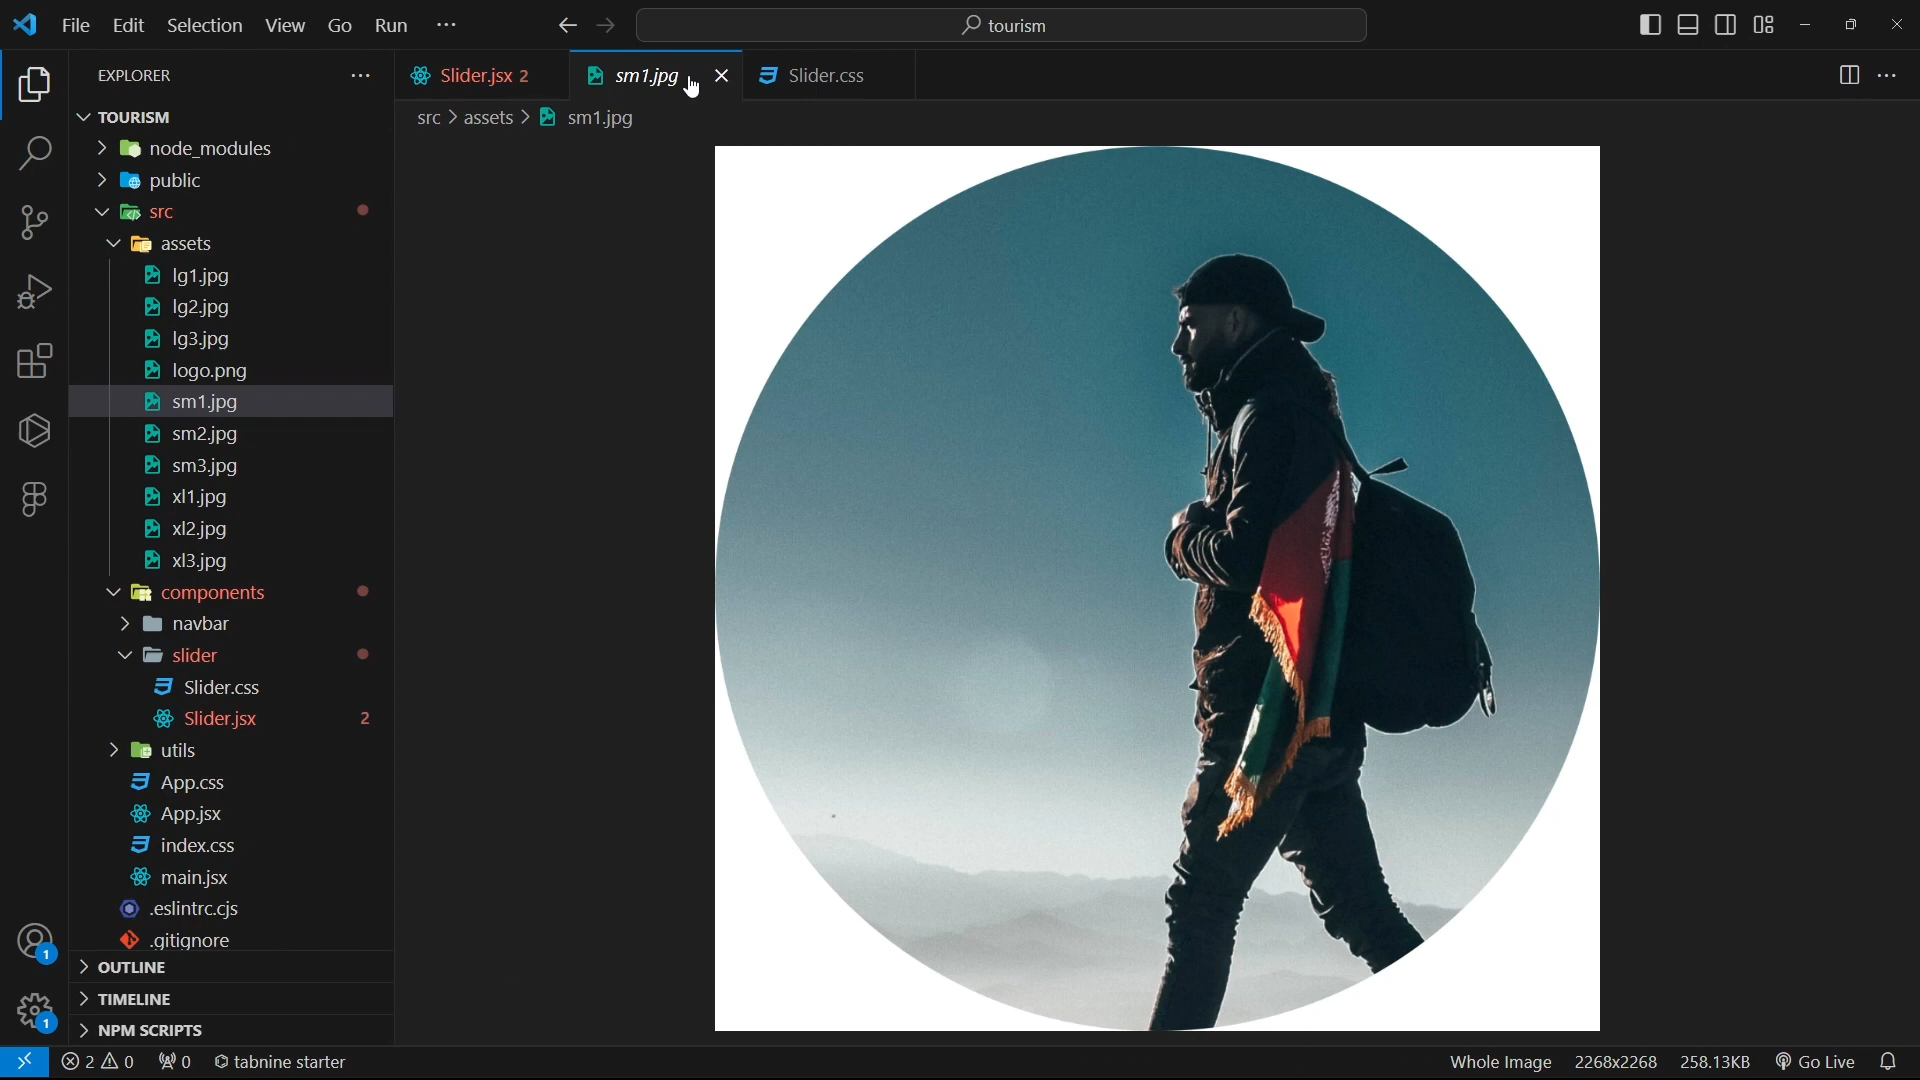 File Edit Selection View Go Run ···
tourism
EXPLORER ···
Slider.jsx 2
sm1.jpg
Slider.css
src > assets > sm1.jpg
TOURISM
node_modules
public
src
assets
lg1.jpg
lg2.jpg
lg3.jpg
logo.png
sm1.jpg
sm2.jpg
sm3.jpg
xl1.jpg
xl2.jpg
xl3.jpg
components
navbar
slider
Slider.css
Slider.jsx 2
utils
App.css
App.jsx
index.css
main.jsx
.eslintrc.cjs
.gitignore
OUTLINE
TIMELINE
NPM SCRIPTS
1
1
2 0 0 tabnine starter
Whole Image 2268x2268 258.13KB Go Live